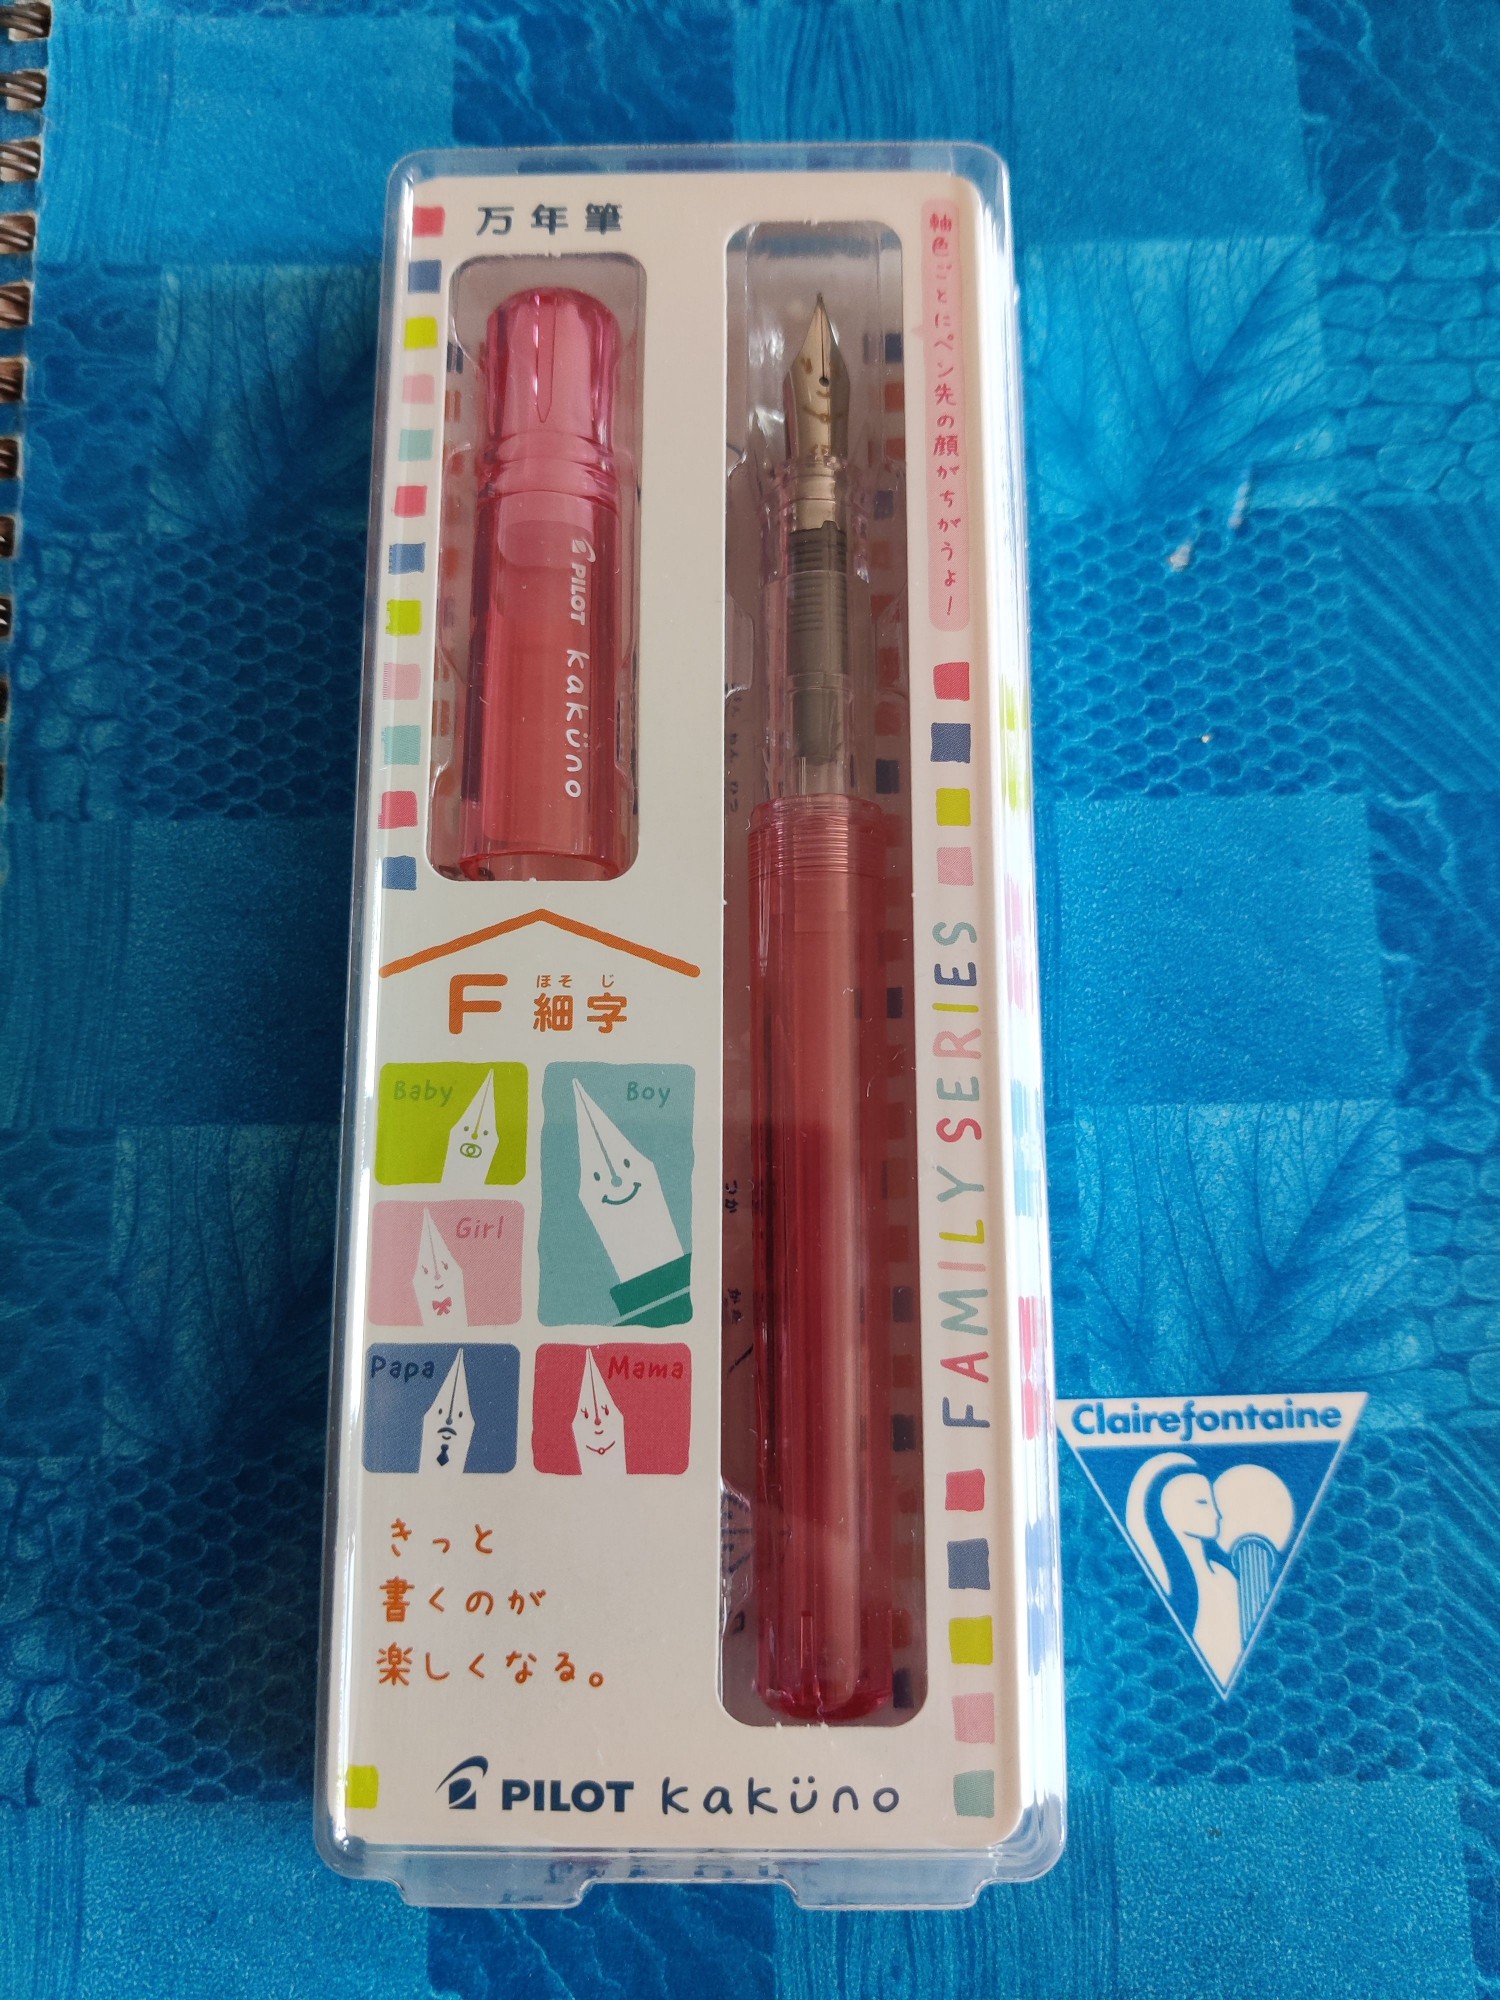 万年筆
軸色ごとにペン先の顔がちがうよ!
PILOT kaküno
FAMILY SERIES
ほそ じ
F 細字
Baby
Boy
Girl
Papa
Mama
きっと
書くのが
楽しくなる。
PILOT kaküno
Clairefontaine